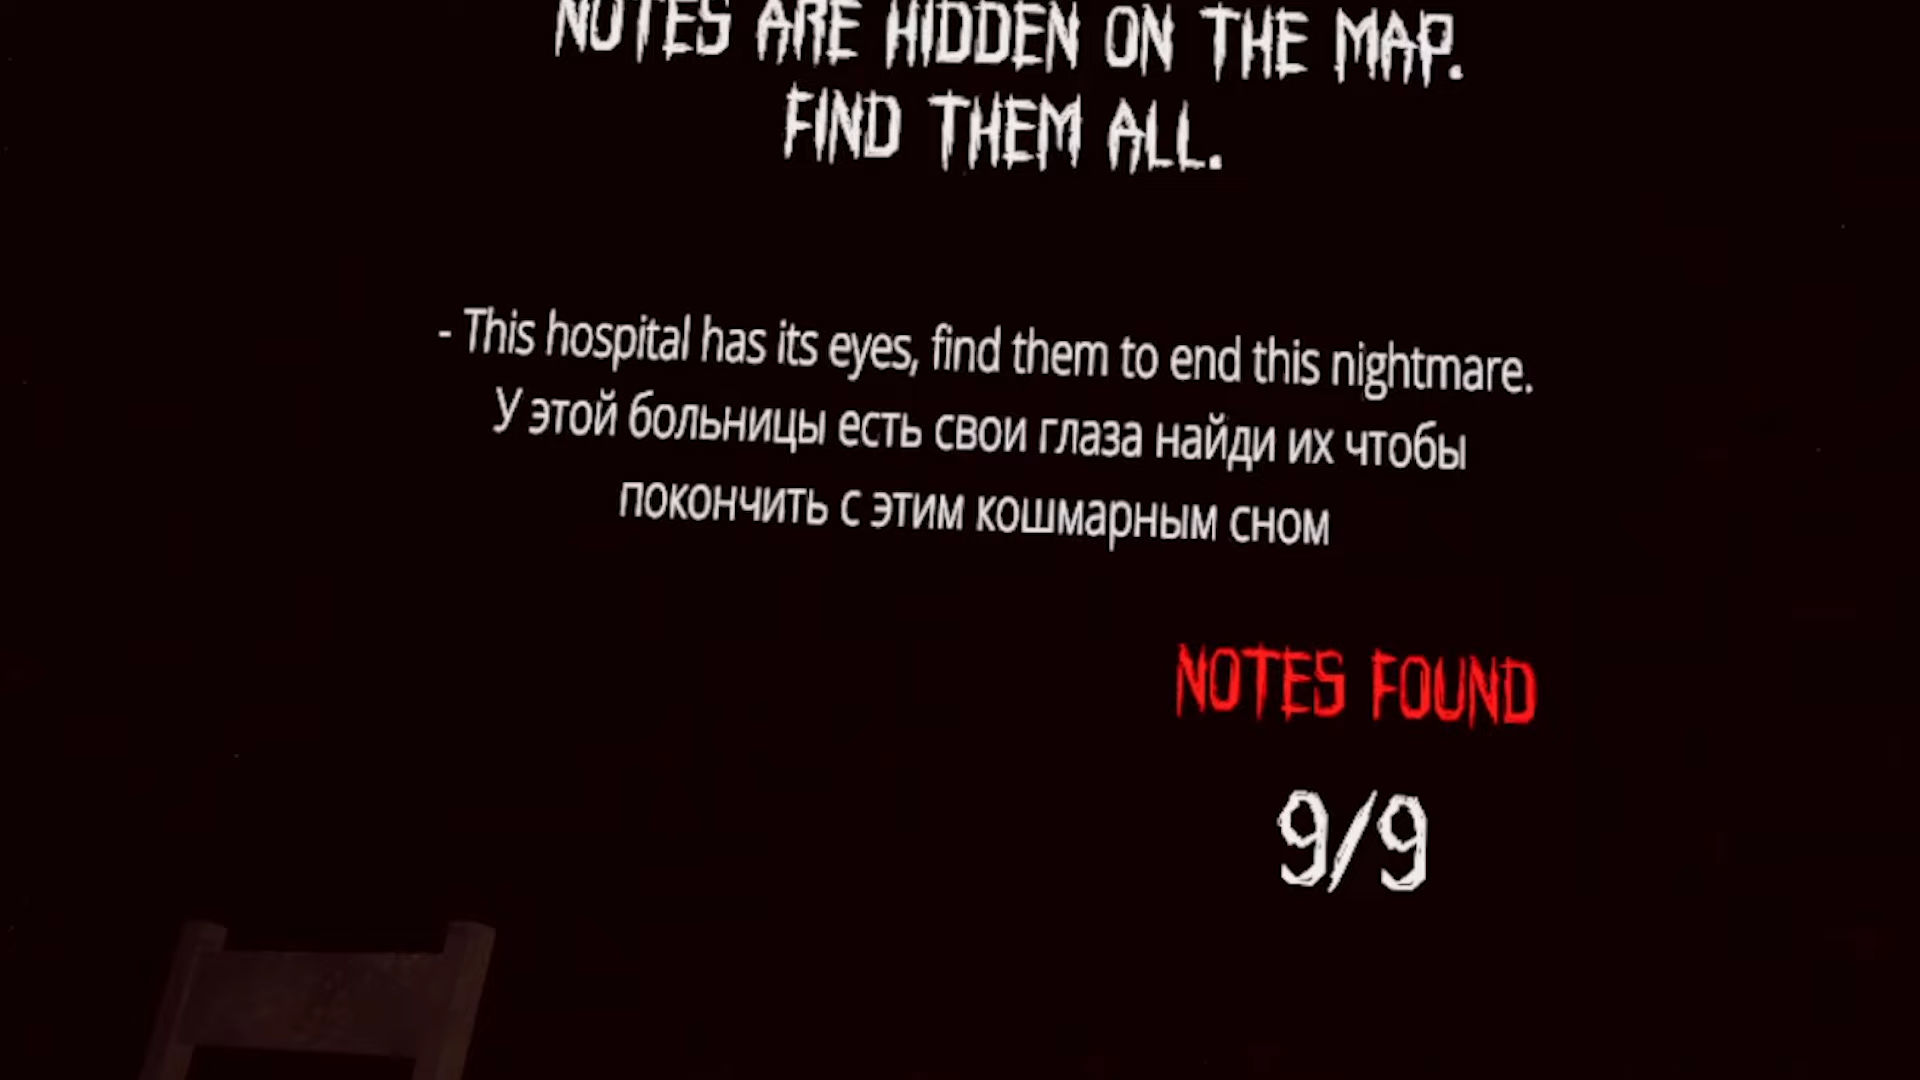 NOTES ARE HIDDEN ON THE MAP.
FIND THEM ALL.
- This hospital has its eyes, find them to end this nightmare.
У этой больницы есть свои глаза найди их чтобы
покончить с этим кошмарным сном
NOTES FOUND
9/9